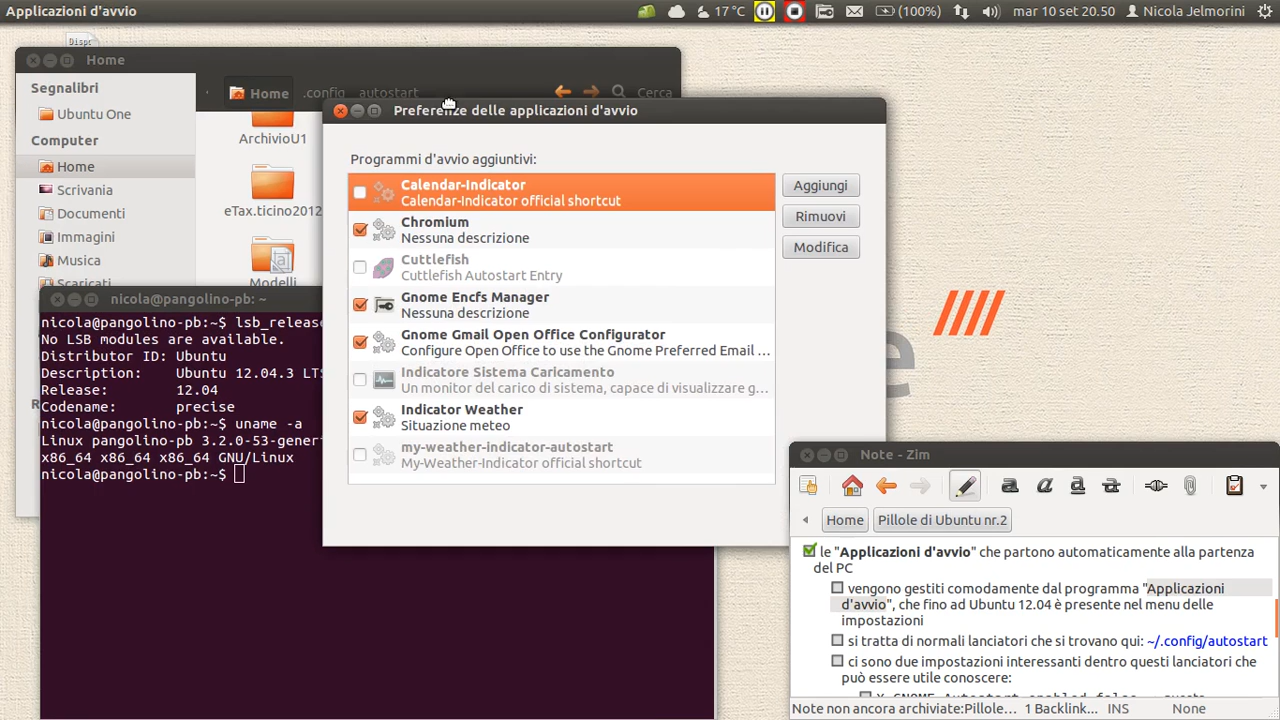 Applicazioni d'avvio
17 °C
(100%)
mar 10 set 20.50
Nicola Jelmorini
Home
Segnalibri
Ubuntu One
Computer
Home
Scrivania
Documenti
Immagini
Musica
Scaricati
Home
.config
autostart
Cerca
ArchivioU1
eTax.ticino2012
Modelli
Preferenze delle applicazioni d'avvio
Programmi d'avvio aggiuntivi:
Calendar-Indicator
Calendar-Indicator official shortcut
Chromium
Nessuna descrizione
Cuttlefish
Cuttlefish Autostart Entry
Gnome Encfs Manager
Nessuna descrizione
Gnome Gmail Open Office Configurator
Configure Open Office to use the Gnome Preferred Email ...
Indicatore Sistema Caricamento
Un monitor del carico di sistema, capace di visualizzare g...
Indicator Weather
Situazione meteo
my-weather-indicator-autostart
My-Weather-Indicator official shortcut
Aggiungi
Rimuovi
Modifica
nicola@pangolino-pb: ~
nicola@pangolino-pb:~$ lsb_release
No LSB modules are available.
Distributor ID: Ubuntu
Description: Ubuntu 12.04.3 LTS
Release: 12.04
Codename: precise
nicola@pangolino-pb:~$ uname -a
Linux pangolino-pb 3.2.0-53-generi
x86_64 x86_64 x86_64 GNU/Linux
nicola@pangolino-pb:~$
Note - Zim
Home
Pillole di Ubuntu nr.2
le "Applicazioni d'avvio" che partono automaticamente alla partenza
del PC
vengono gestiti comodamente dal programma "Applicazioni
d'avvio", che fino ad Ubuntu 12.04 è presente nel menu delle
impostazioni
si tratta di normali lanciatori che si trovano qui: ~/.config/autostart
ci sono due impostazioni interessanti dentro questi lanciatori che
può essere utile conoscere:
Note non ancora archiviate:Pillole...
1 Backlink...
INS
None